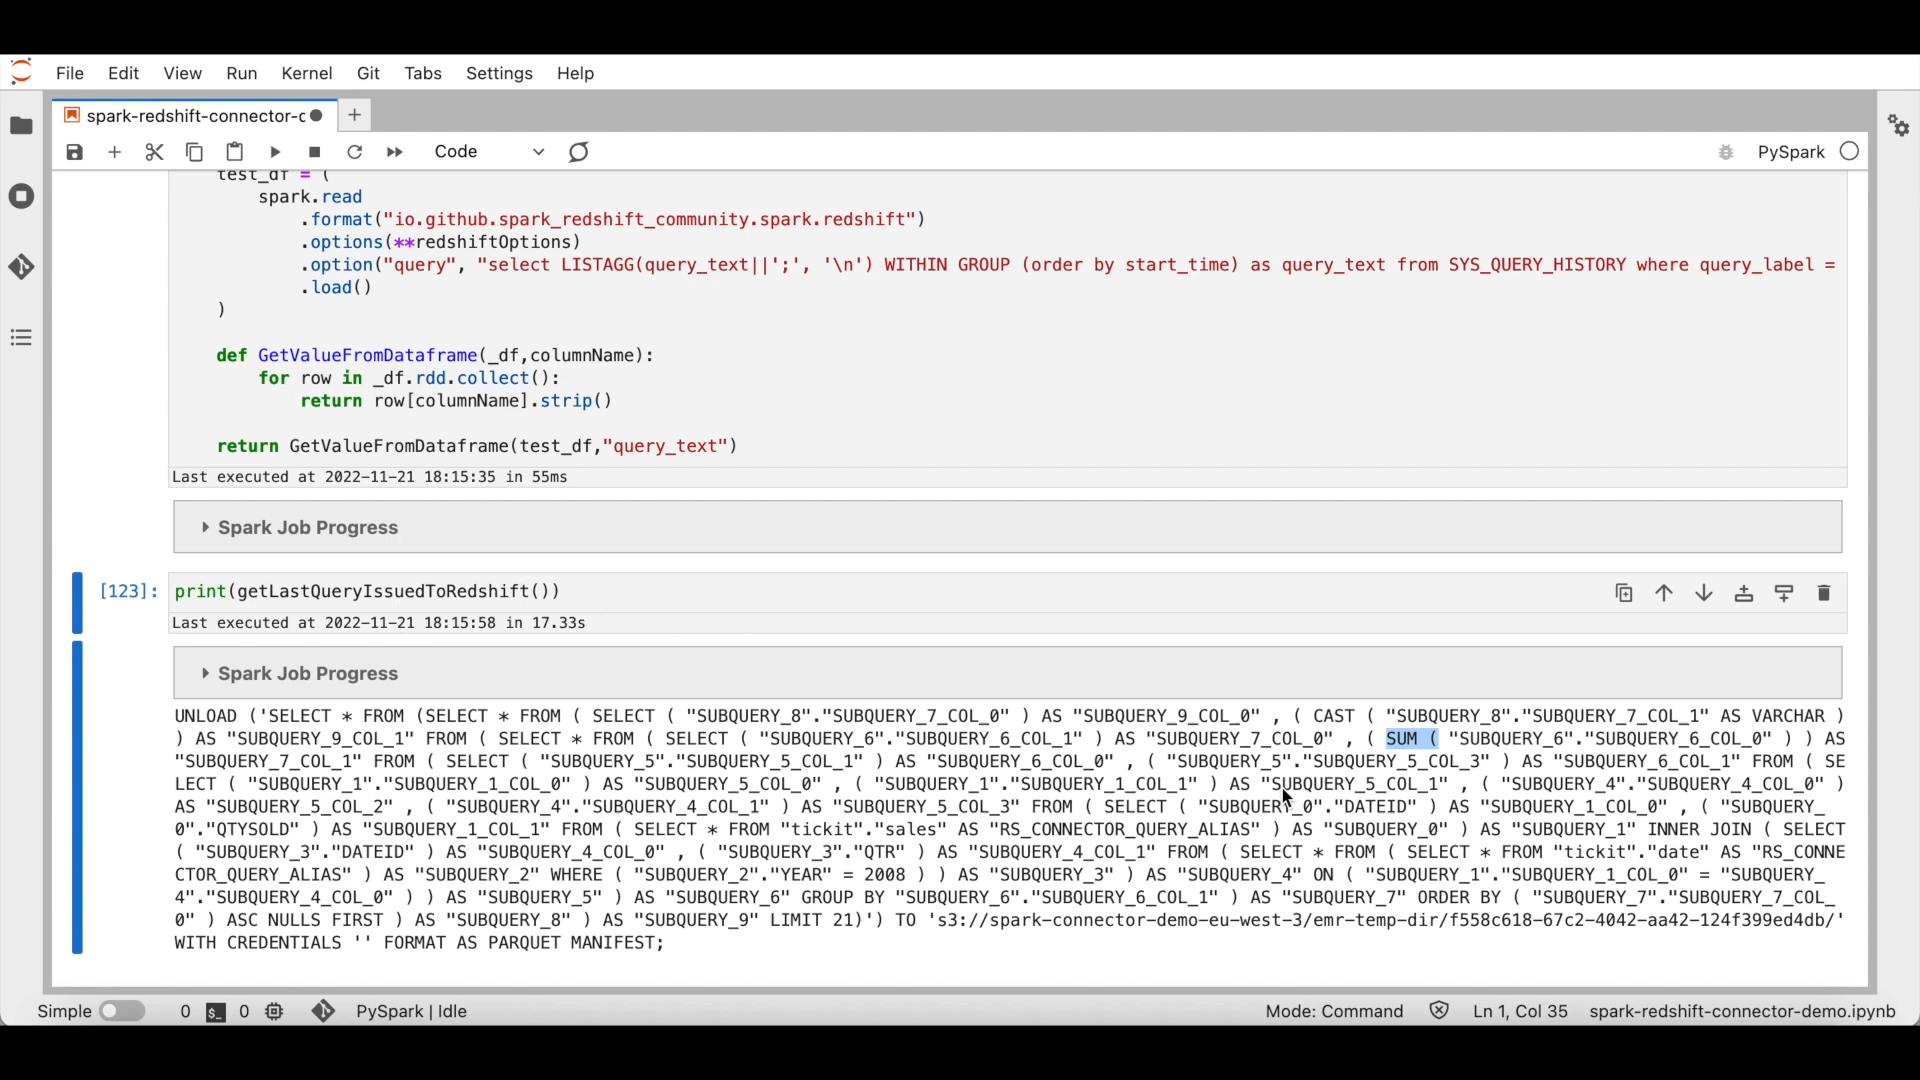 File Edit View Run Kernel Git Tabs Settings Help
spark-redshift-connector-c
Code
PySpark
test_df = (
spark.read
.format("io.github.spark_redshift_community.spark.redshift")
.options(**redshiftOptions)
.option("query", "select LISTAGG(query_text||';', '\n') WITHIN GROUP (order by start_time) as query_text from SYS_QUERY_HISTORY where query_label =
.load()
)
def GetValueFromDataframe(_df,columnName):
for row in _df.rdd.collect():
return row[columnName].strip()
return GetValueFromDataframe(test_df,"query_text")
Last executed at 2022-11-21 18:15:35 in 55ms
Spark Job Progress
[123]: print(getLastQueryIssuedToRedshift())
Last executed at 2022-11-21 18:15:58 in 17.33s
Spark Job Progress
UNLOAD ('SELECT * FROM (SELECT * FROM ( SELECT ( "SUBQUERY_8"."SUBQUERY_7_COL_0" ) AS "SUBQUERY_9_COL_0" , ( CAST ( "SUBQUERY_8"."SUBQUERY_7_COL_1" AS VARCHAR )
) AS "SUBQUERY_9_COL_1" FROM ( SELECT * FROM ( SELECT ( "SUBQUERY_6"."SUBQUERY_6_COL_1" ) AS "SUBQUERY_7_COL_0" , ( SUM ( "SUBQUERY_6"."SUBQUERY_6_COL_0" ) ) AS
"SUBQUERY_7_COL_1" FROM ( SELECT ( "SUBQUERY_5"."SUBQUERY_5_COL_1" ) AS "SUBQUERY_6_COL_0" , ( "SUBQUERY_5"."SUBQUERY_5_COL_3" ) AS "SUBQUERY_6_COL_1" FROM ( SE
LECT ( "SUBQUERY_1"."SUBQUERY_1_COL_0" ) AS "SUBQUERY_5_COL_0" , ( "SUBQUERY_1"."SUBQUERY_1_COL_1" ) AS "SUBQUERY_5_COL_1" , ( "SUBQUERY_4"."SUBQUERY_4_COL_0" )
AS "SUBQUERY_5_COL_2" , ( "SUBQUERY_4"."SUBQUERY_4_COL_1" ) AS "SUBQUERY_5_COL_3" FROM ( SELECT ( "SUBQUERY_0"."DATEID" ) AS "SUBQUERY_1_COL_0" , ( "SUBQUERY_
0"."QTYSOLD" ) AS "SUBQUERY_1_COL_1" FROM ( SELECT * FROM "tickit"."sales" AS "RS_CONNECTOR_QUERY_ALIAS" ) AS "SUBQUERY_0" ) AS "SUBQUERY_1" INNER JOIN ( SELECT
( "SUBQUERY_3"."DATEID" ) AS "SUBQUERY_4_COL_0" , ( "SUBQUERY_3"."QTR" ) AS "SUBQUERY_4_COL_1" FROM ( SELECT * FROM ( SELECT * FROM "tickit"."date" AS "RS_CONNE
CTOR_QUERY_ALIAS" ) AS "SUBQUERY_2" WHERE ( "SUBQUERY_2"."YEAR" = 2008 ) ) AS "SUBQUERY_3" ) AS "SUBQUERY_4" ON ( "SUBQUERY_1"."SUBQUERY_1_COL_0" = "SUBQUERY_
4"."SUBQUERY_4_COL_0" ) ) AS "SUBQUERY_5" ) AS "SUBQUERY_6" GROUP BY "SUBQUERY_6"."SUBQUERY_6_COL_1" ) AS "SUBQUERY_7" ORDER BY ( "SUBQUERY_7"."SUBQUERY_7_COL_
0" ) ASC NULLS FIRST ) AS "SUBQUERY_8" ) AS "SUBQUERY_9" LIMIT 21)') TO 's3://spark-connector-demo-eu-west-3/emr-temp-dir/f558c618-67c2-4042-aa42-124f399ed4db/'
WITH CREDENTIALS '' FORMAT AS PARQUET MANIFEST;
Simple 0 $_ 0 PySpark | Idle Mode: Command Ln 1, Col 35 spark-redshift-connector-demo.ipynb